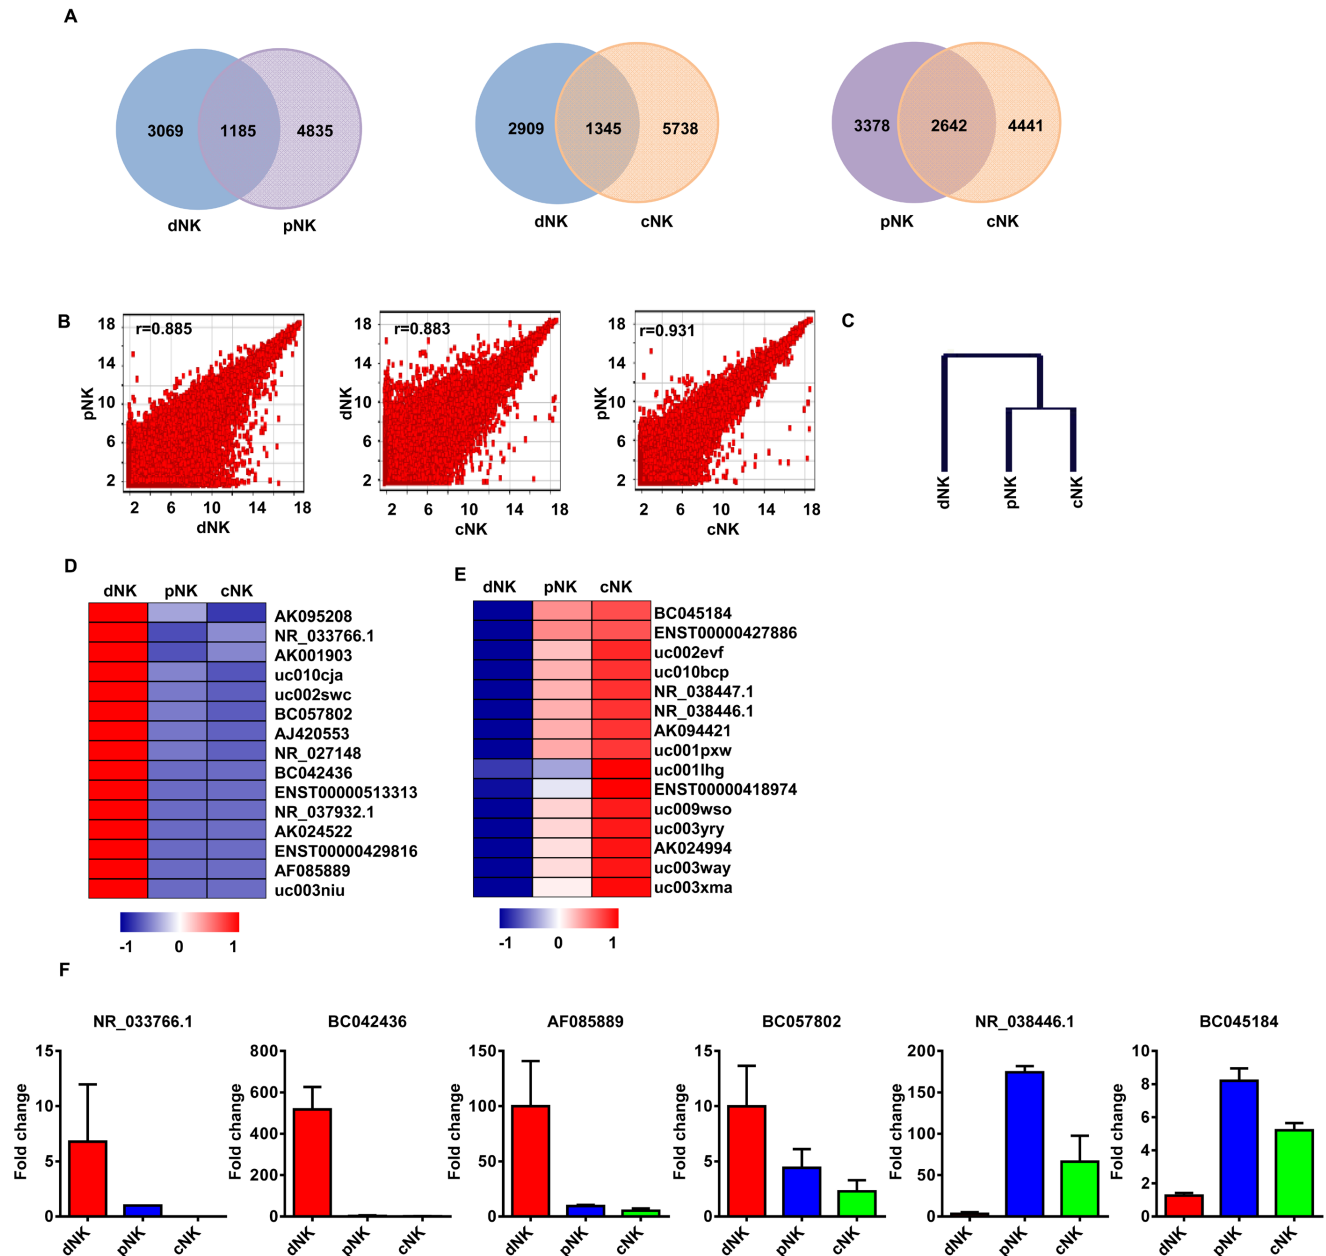 A
3069 1185 4835
dNK pNK
2909 1345 5738
dNK cNK
3378 2642 4441
pNK cNK
B
r=0.885
18
14
10
6
2
pNK
2 6 10 14 18
dNK
r=0.883
18
14
10
6
2
dNK
2 6 10 14 18
cNK
r=0.931
18
14
10
6
2
pNK
2 6 10 14 18
cNK
C
dNK
pNK
cNK
D
dNK pNK cNK
AK095208
NR_033766.1
AK001903
uc010cja
uc002swc
BC057802
AJ420553
NR_027148
BC042436
ENST00000513313
NR_037932.1
AK024522
ENST00000429816
AF085889
uc003niu
-1 0 1
E
dNK pNK cNK
BC045184
ENST00000427886
uc002evf
uc010bcp
NR_038447.1
NR_038446.1
AK094421
uc001pxw
uc001lhg
ENST00000418974
uc009wso
uc003yry
AK024994
uc003way
uc003xma
-1 0 1
F
NR_033766.1
Fold change
15
10
5
0
dNK pNK cNK
BC042436
Fold change
800
600
400
200
0
dNK pNK cNK
AF085889
Fold change
150
100
50
0
dNK pNK cNK
BC057802
Fold change
15
10
5
0
dNK pNK cNK
NR_038446.1
Fold change
200
150
100
50
0
dNK pNK cNK
BC045184
Fold change
10
8
6
4
2
0
dNK pNK cNK